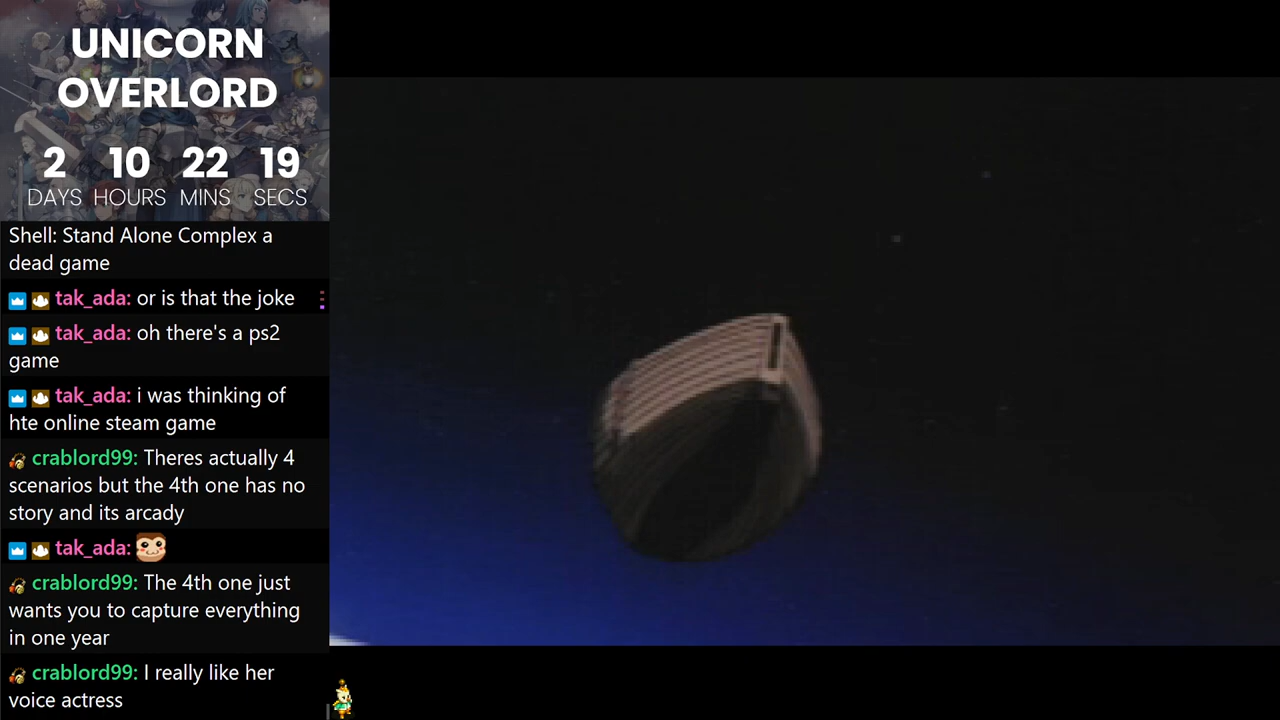 UNICORN
OVERLORD
2 10 22 19
DAYS HOURS MINS SECS
Shell: Stand Alone Complex a
dead game
tak_ada: or is that the joke
tak_ada: oh there's a ps2
game
tak_ada: i was thinking of
hte online steam game
crablord99: Theres actually 4
scenarios but the 4th one has no
story and its arcady
tak_ada:
crablord99: The 4th one just
wants you to capture everything
in one year
crablord99: I really like her
voice actress